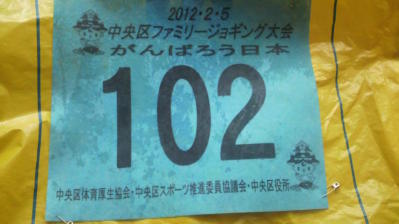 2012・2・5
中央区ファミリージョギング大会
がんばろう日本
102
中央区体育厚生協会・中央区スポーツ推進委員協議会・中央区役所